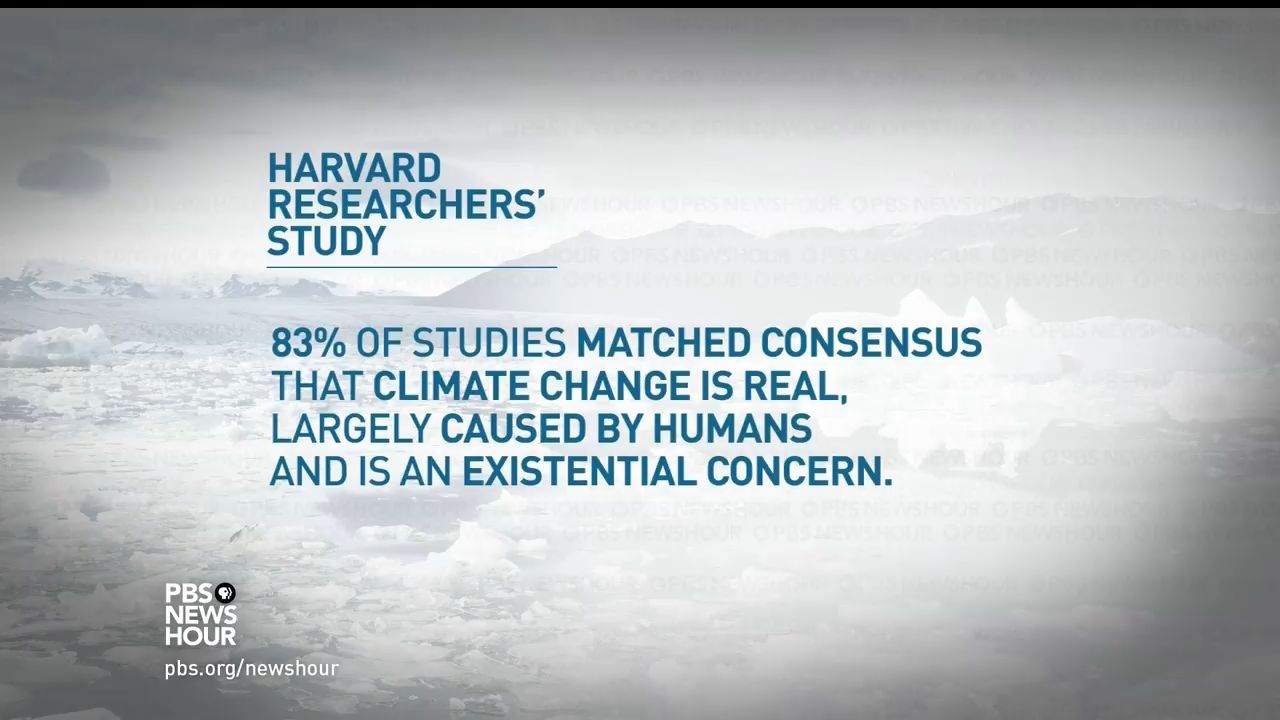 HARVARD
RESEARCHERS'
STUDY
83% OF STUDIES MATCHED CONSENSUS
THAT CLIMATE CHANGE IS REAL,
LARGELY CAUSED BY HUMANS
AND IS AN EXISTENTIAL CONCERN.
PBS
NEWS
HOUR
pbs.org/newshour